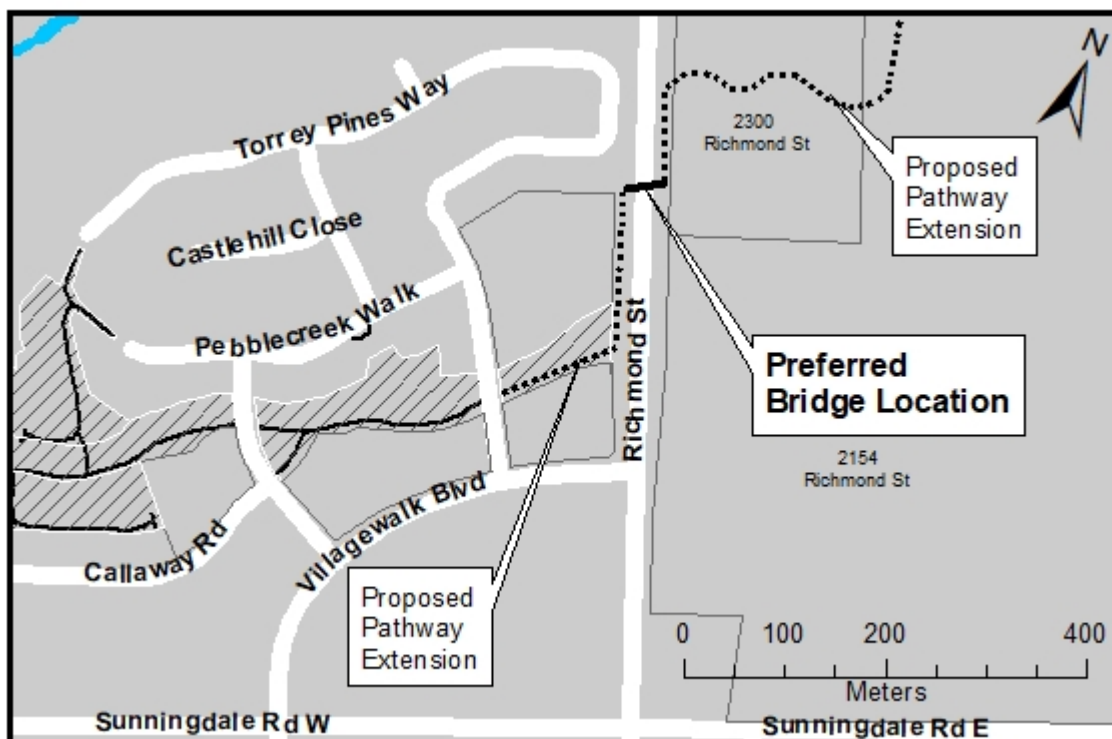 N
Torrey Pines Way
2300
Richmond St
Proposed
Pathway
Extension
Castlehill Close
Pebblecreek Walk
Richmond St
Preferred
Bridge Location
2154
Richmond St
Villagewalk Blvd
Callaway Rd
Proposed
Pathway
Extension
0 100 200 400
Meters
Sunningdale Rd W
Sunningdale Rd E